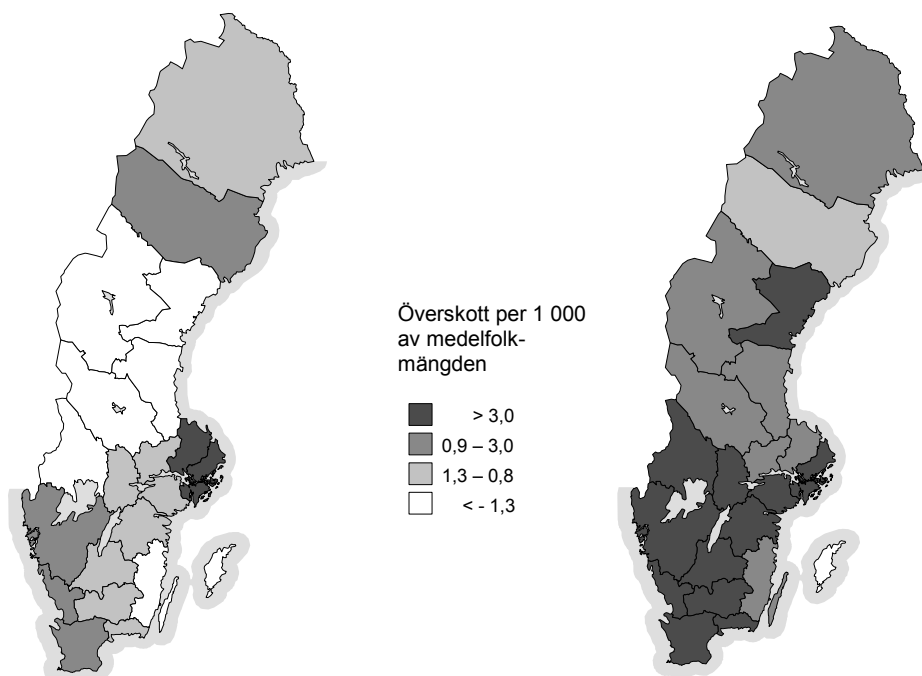 Överskott per 1 000
av medelfolk-
mängden
> 3,0
0,9 – 3,0
1,3 – 0,8
< - 1,3